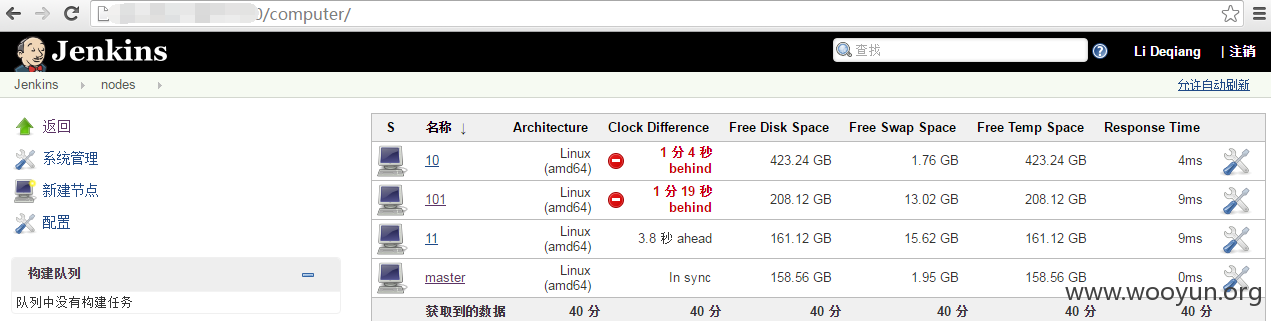 0/computer/
Jenkins
查找
Li Deqiang
| 注销
Jenkins
nodes
允许自动刷新
返回
系统管理
新建节点
配置
构建队列
队列中没有构建任务
S 名称 ↓ Architecture Clock Difference Free Disk Space Free Swap Space Free Temp Space Response Time
10 Linux (amd64) 1 分 4 秒 behind 423.24 GB 1.76 GB 423.24 GB 4ms
101 Linux (amd64) 1 分 19 秒 behind 208.12 GB 13.02 GB 208.12 GB 9ms
11 Linux (amd64) 3.8 秒 ahead 161.12 GB 15.62 GB 161.12 GB 9ms
master Linux (amd64) In sync 158.56 GB 1.95 GB 158.56 GB 0ms
获取到的数据 40 分 40 分 40 分 40 分 40 分 40 分
www.wooyun.org